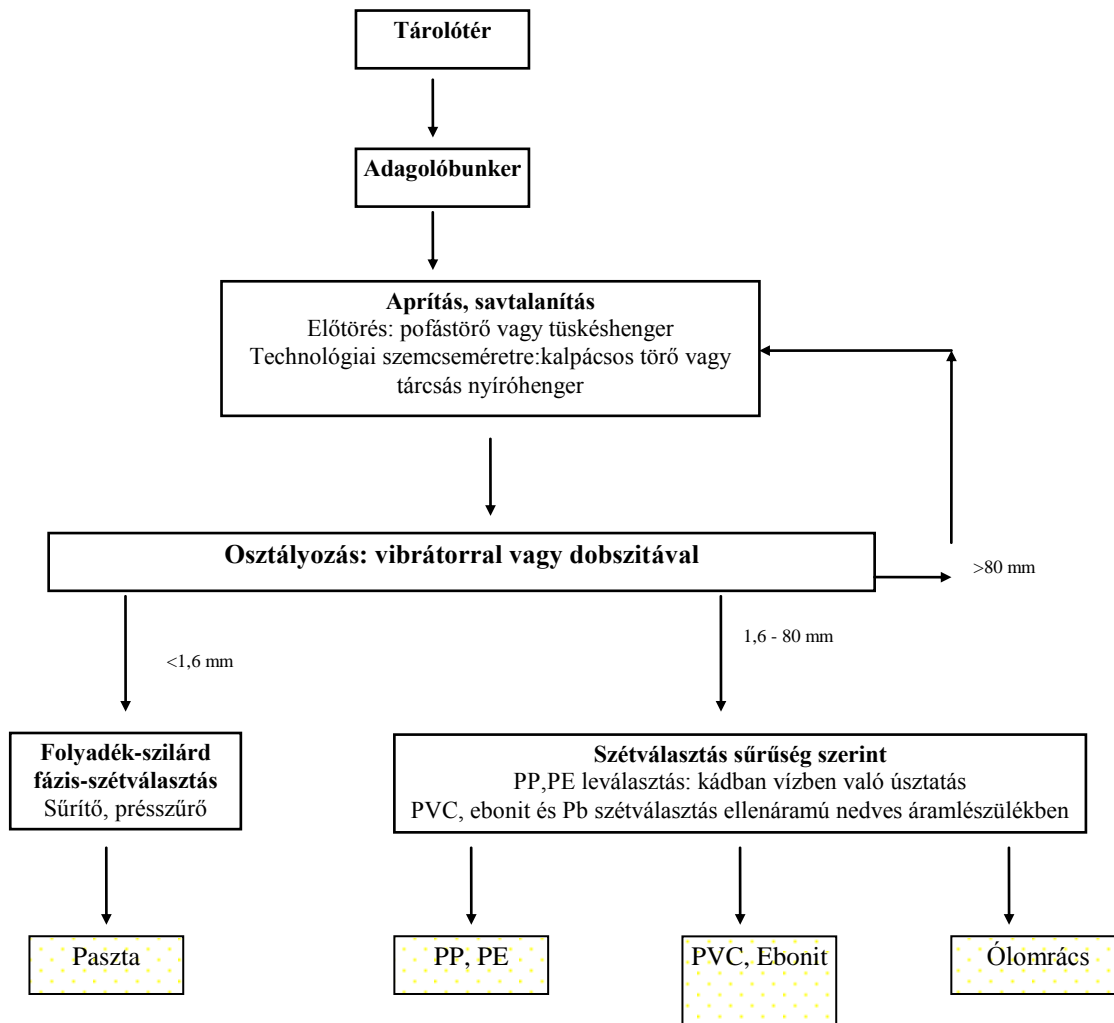 Tárolótér
Adagolóbunker
Aprítás, savtalanítás
Előtörés: pofástörő vagy tüskéshenger
Technológiai szemcseméretre:kalpácsos törő vagy
tárcsás nyíróhenger
Osztályozás: vibrátorral vagy dobszitával
>80 mm
<1,6 mm
1,6 - 80 mm
Folyadék-szilárd
fázis-szétválasztás
Sűrítő, présszűrő
Szétválasztás sűrűség szerint
PP,PE leválasztás: kádban vízben való úsztatás
PVC, ebonit és Pb szétválasztás ellenáramú nedves áramlészülékben
Paszta
PP, PE
PVC, Ebonit
Ólomrács